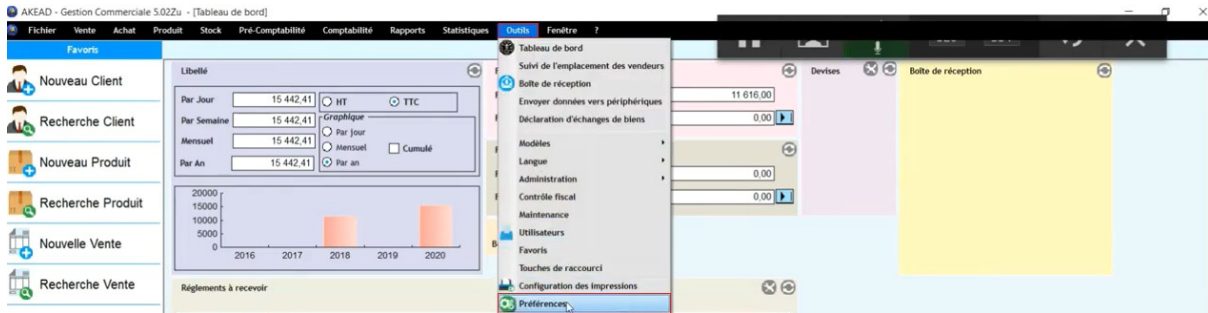 AKEAD - Gestion Commerciale 5.02Zu - [Tableau de bord]
Fichier Vente Achat Produit Stock Pré-Comptabilité Comptabilité Rapports Statistiques Outils Fenêtre ?
Favoris
Nouveau Client
Recherche Client
Nouveau Produit
Recherche Produit
Nouvelle Vente
Recherche Vente
Libellé
Par Jour 15 442,41
Par Semaine 15 442,41
Mensuel 15 442,41
Par An 15 442,41
HT TTC
Graphique
Par jour
Mensuel
Par an
Cumulé
20000
15000
10000
5000
0
2016 2017 2018 2019 2020
Réglements à recevoir
Tableau de bord
Suivi de l'emplacement des vendeurs
Boîte de réception
Envoyer données vers périphériques
Déclaration d'échanges de biens
Modèles
Langue
Administration
Contrôle fiscal
Maintenance
Utilisateurs
Favoris
Touches de raccourci
Configuration des impressions
Préférences
11 616,00
0,00
0,00
0,00
Devises
Boîte de réception